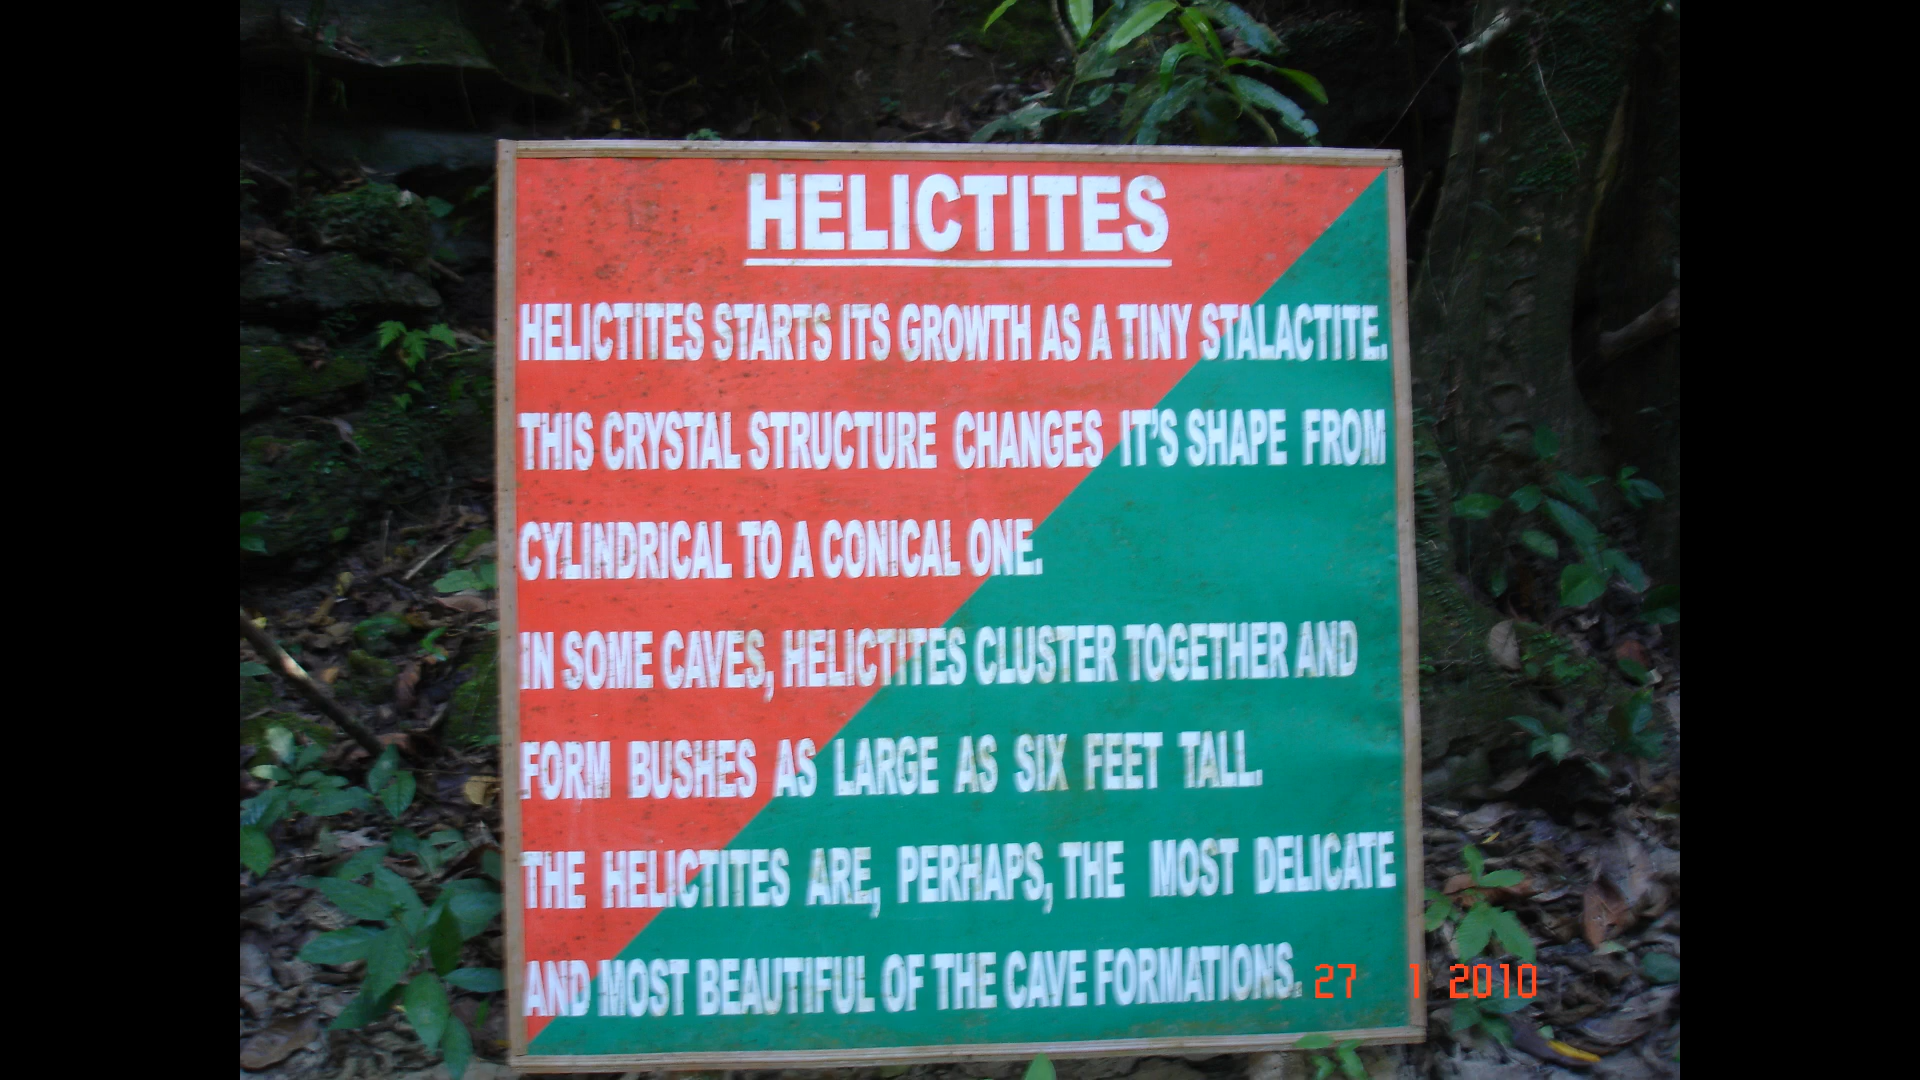 HELICTITES
HELICTITES STARTS ITS GROWTH AS A TINY STALACTITE.
THIS CRYSTAL STRUCTURE CHANGES IT'S SHAPE FROM
CYLINDRICAL TO A CONICAL ONE.
IN SOME CAVES, HELICTITES CLUSTER TOGETHER AND
FORM BUSHES AS LARGE AS SIX FEET TALL.
THE HELICTITES ARE, PERHAPS, THE MOST DELICATE
AND MOST BEAUTIFUL OF THE CAVE FORMATIONS.
27 1 2010